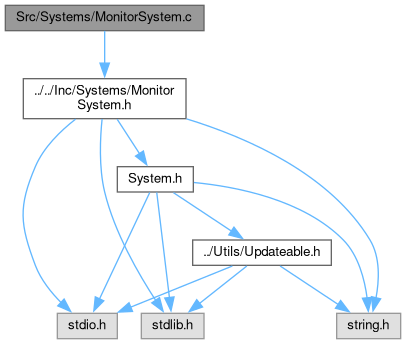 Src/Systems/MonitorSystem.c
../../Inc/Systems/Monitor
System.h
System.h
../Utils/Updateable.h
stdio.h
stdlib.h
string.h